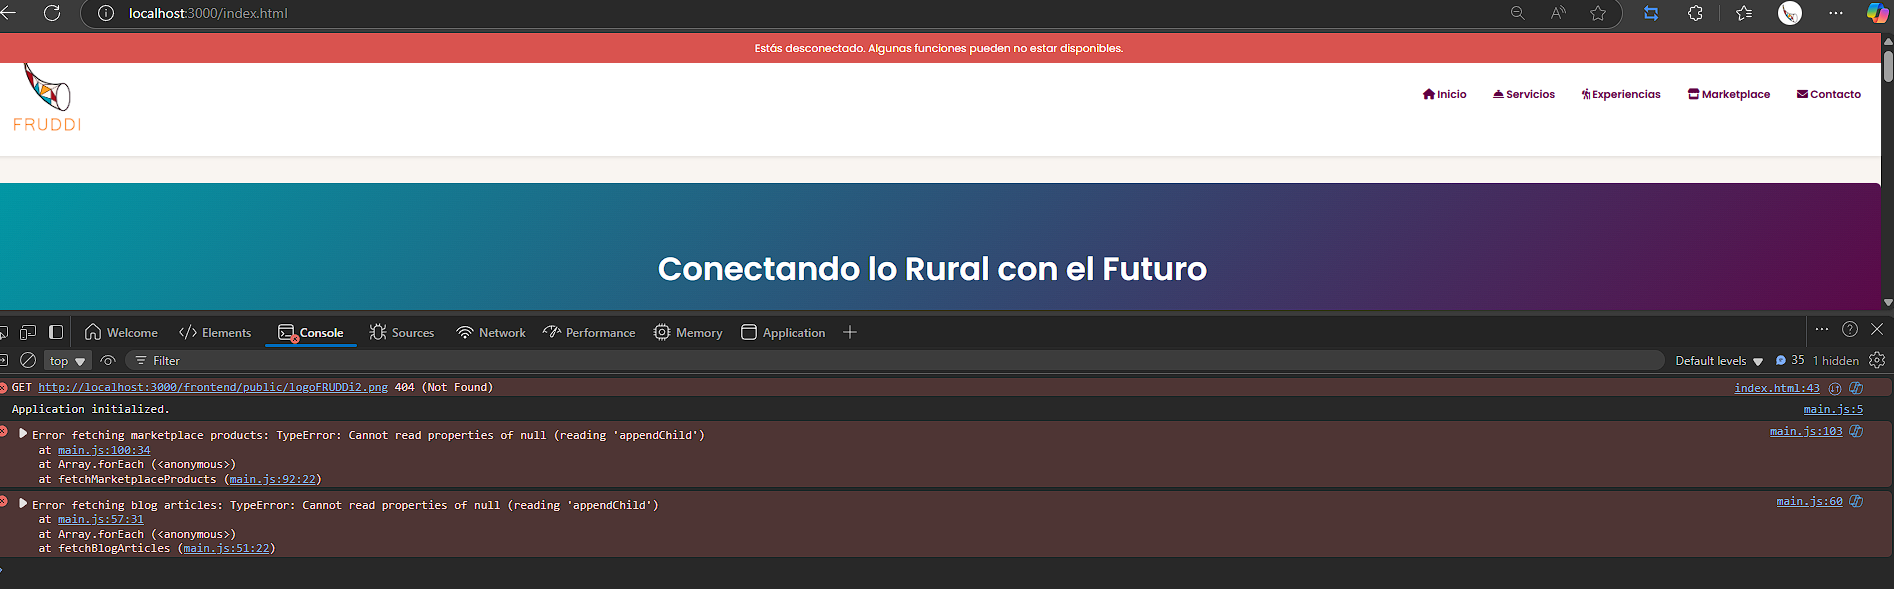 localhost:3000/index.html
Estás desconectado. Algunas funciones pueden no estar disponibles.
FRUDDI
Inicio Servicios Experiencias Marketplace Contacto
Conectando lo Rural con el Futuro
Welcome Elements Console Sources Network Performance Memory Application
top Filter Default levels 35 1 hidden
GET http://localhost:3000/frontend/public/logoFRUDDi2.png 404 (Not Found) index.html:43
Application initialized. main.js:5
Error fetching marketplace products: TypeError: Cannot read properties of null (reading 'appendChild') main.js:103
at main.js:100:34
at Array.forEach (<anonymous>)
at fetchMarketplaceProducts (main.js:92:22)
Error fetching blog articles: TypeError: Cannot read properties of null (reading 'appendChild') main.js:60
at main.js:57:31
at Array.forEach (<anonymous>)
at fetchBlogArticles (main.js:51:22)